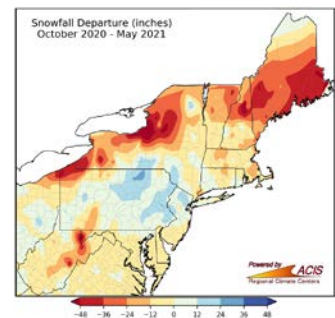 Snowfall Departure (inches)
October 2020 - May 2021
Powered by
ACIS
Regional Climate Centers
-48 -36 -24 -12 0 12 24 36 48